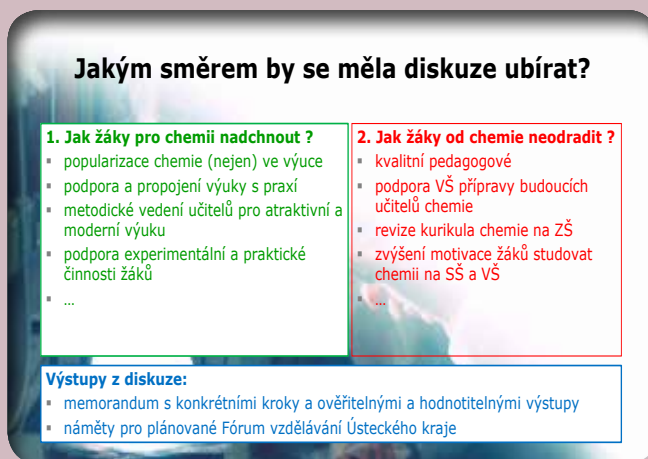 Jakým směrem by se měla diskuze ubírat?
1. Jak žáky pro chemii nadchnout ?
▪ popularizace chemie (nejen) ve výuce
▪ podpora a propojení výuky s praxí
▪ metodické vedení učitelů pro atraktivní a
moderní výuku
▪ podpora experimentální a praktické
činnosti žáků
▪ …
2. Jak žáky od chemie neodradit ?
▪ kvalitní pedagogové
▪ podpora VŠ přípravy budoucích
učitelů chemie
▪ revize kurikula chemie na ZŠ
▪ zvýšení motivace žáků studovat
chemii na SŠ a VŠ
▪ …
Výstupy z diskuze:
▪ memorandum s konkrétními kroky a ověřitelnými a hodnotitelnými výstupy
▪ náměty pro plánované Fórum vzdělávání Ústeckého kraje